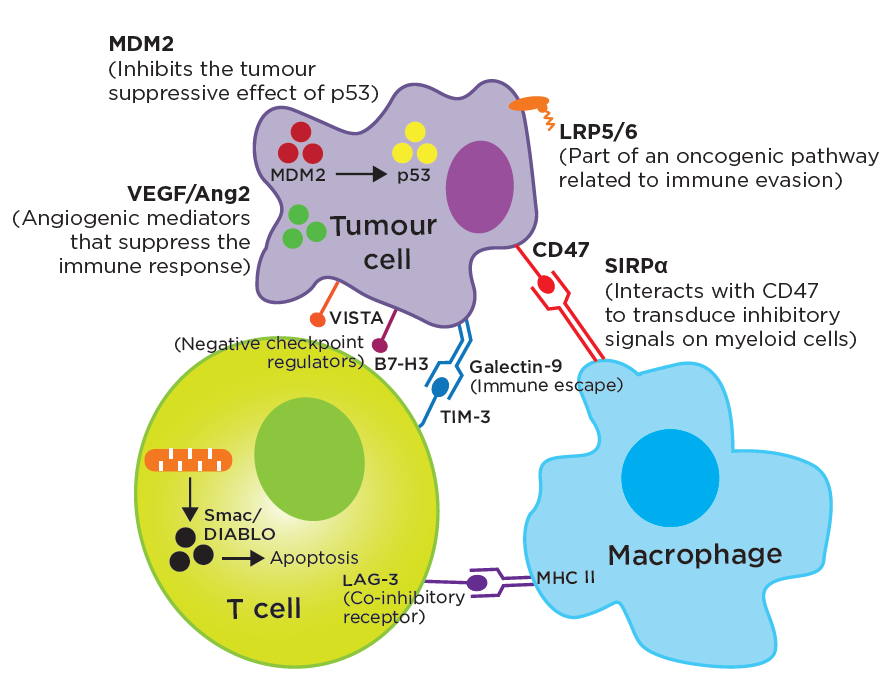 MDM2
(Inhibits the tumour
suppressive effect of p53)
LRP5/6
(Part of an oncogenic pathway
related to immune evasion)
MDM2
p53
VEGF/Ang2
(Angiogenic mediators
that suppress the
immune response)
Tumour
cell
CD47
SIRPα
(Interacts with CD47
to transduce inhibitory
signals on myeloid cells)
VISTA
(Negative checkpoint
regulators)
B7-H3
Galectin-9
(Immune escape)
TIM-3
Smac/
DIABLO
Apoptosis
LAG-3
(Co-inhibitory
receptor)
T cell
MHC II
Macrophage